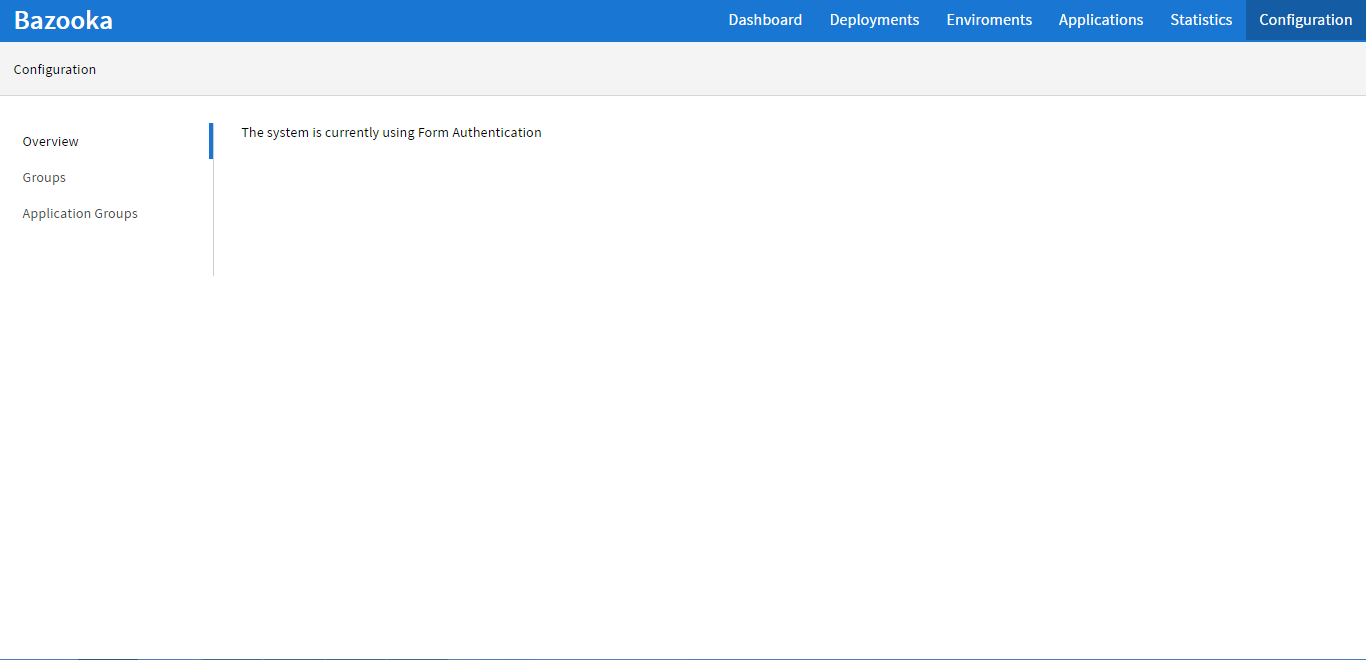 Bazooka
Dashboard Deployments Enviroments Applications Statistics Configuration
Configuration
Overview
Groups
Application Groups
The system is currently using Form Authentication